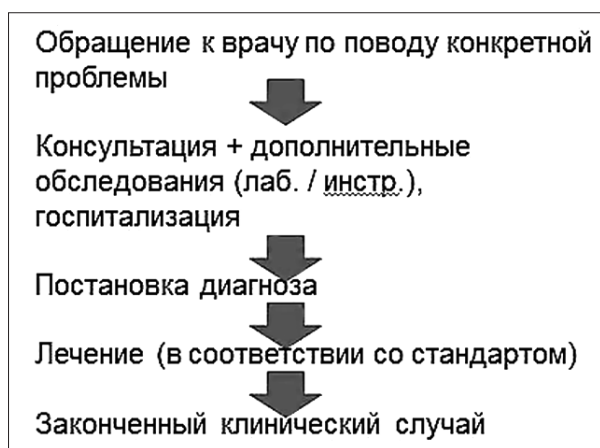 Обращение к врачу по поводу конкретной
проблемы
Консультация + дополнительные
обследования (лаб. / инстр.),
госпитализация
Постановка диагноза
Лечение (в соответствии со стандартом)
Законченный клинический случай